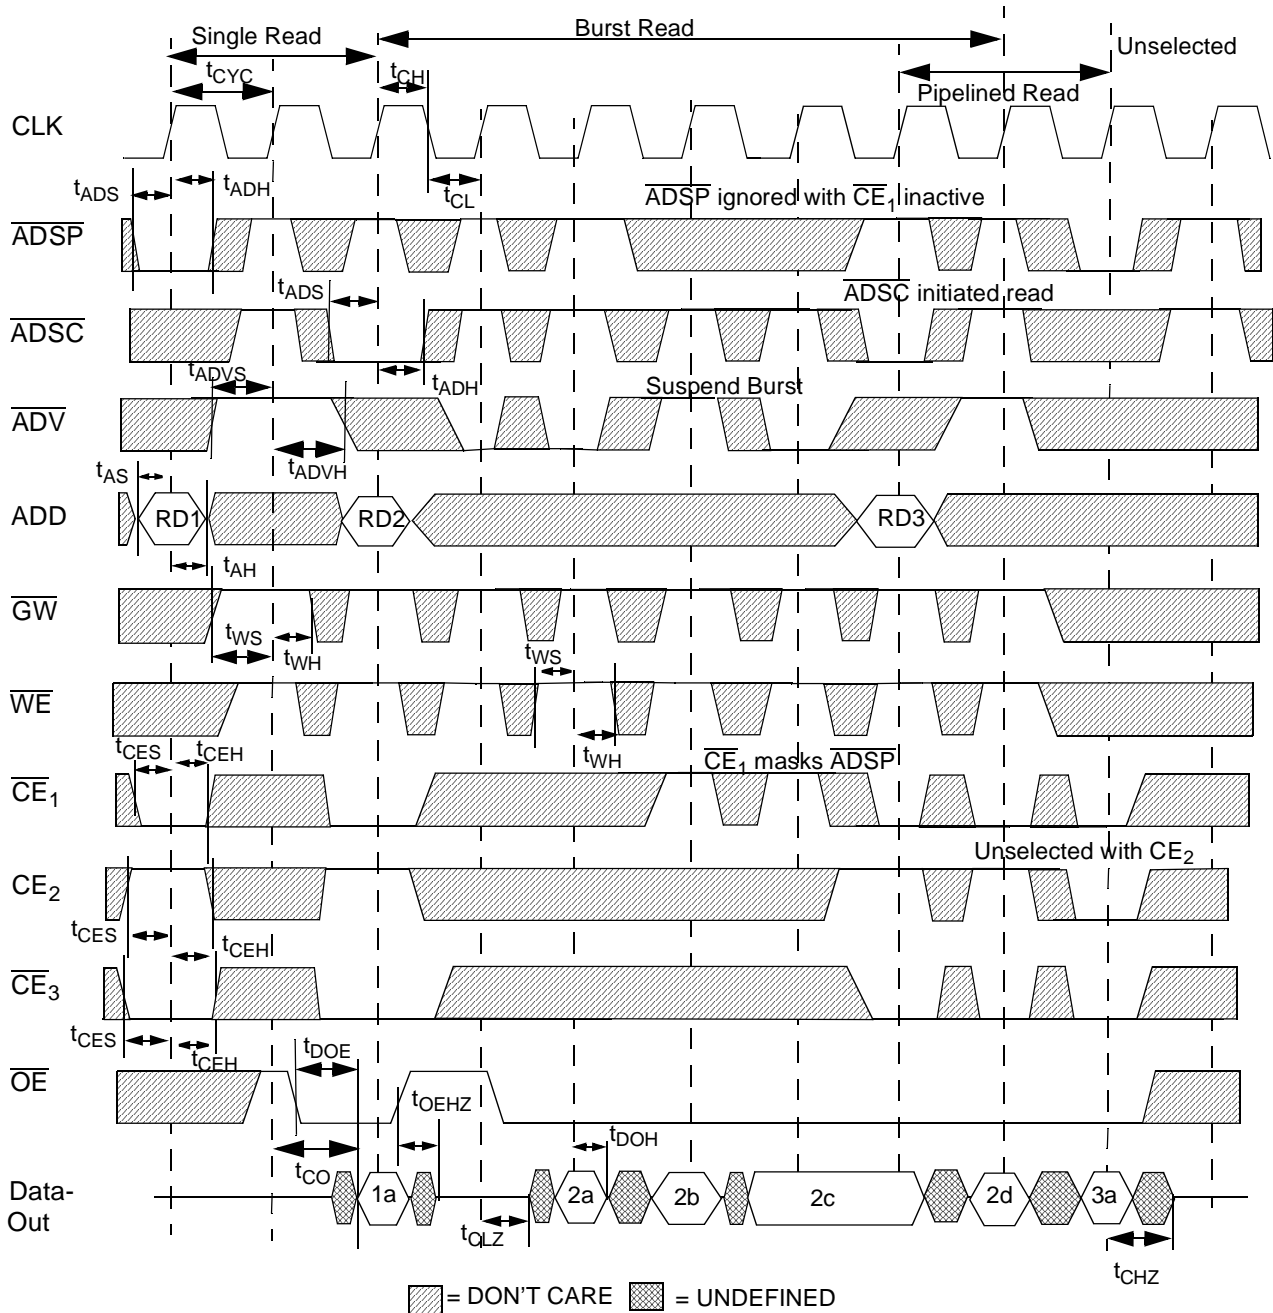 Single Read
Burst Read
Unselected
tCYC
tCH
Pipelined Read
CLK
tADS
tADH
tCL
ADSP ignored with CE1 inactive
ADSP
tADS
ADSC initiated read
ADSC
tADVS
tADH
Suspend Burst
ADV
tAS
tADVH
ADD
RD1
RD2
RD3
tAH
GW
tWS
tWH
tWS
WE
tCES
tCEH
tWH
CE1 masks ADSP
CE1
Unselected with CE2
CE2
tCES
tCEH
CE3
tCES
tCEH
tDOE
OE
tOEHZ
tCO
tDOH
Data-
Out
1a
2a
2b
2c
2d
3a
tCLZ
tCHZ
= DON'T CARE
= UNDEFINED